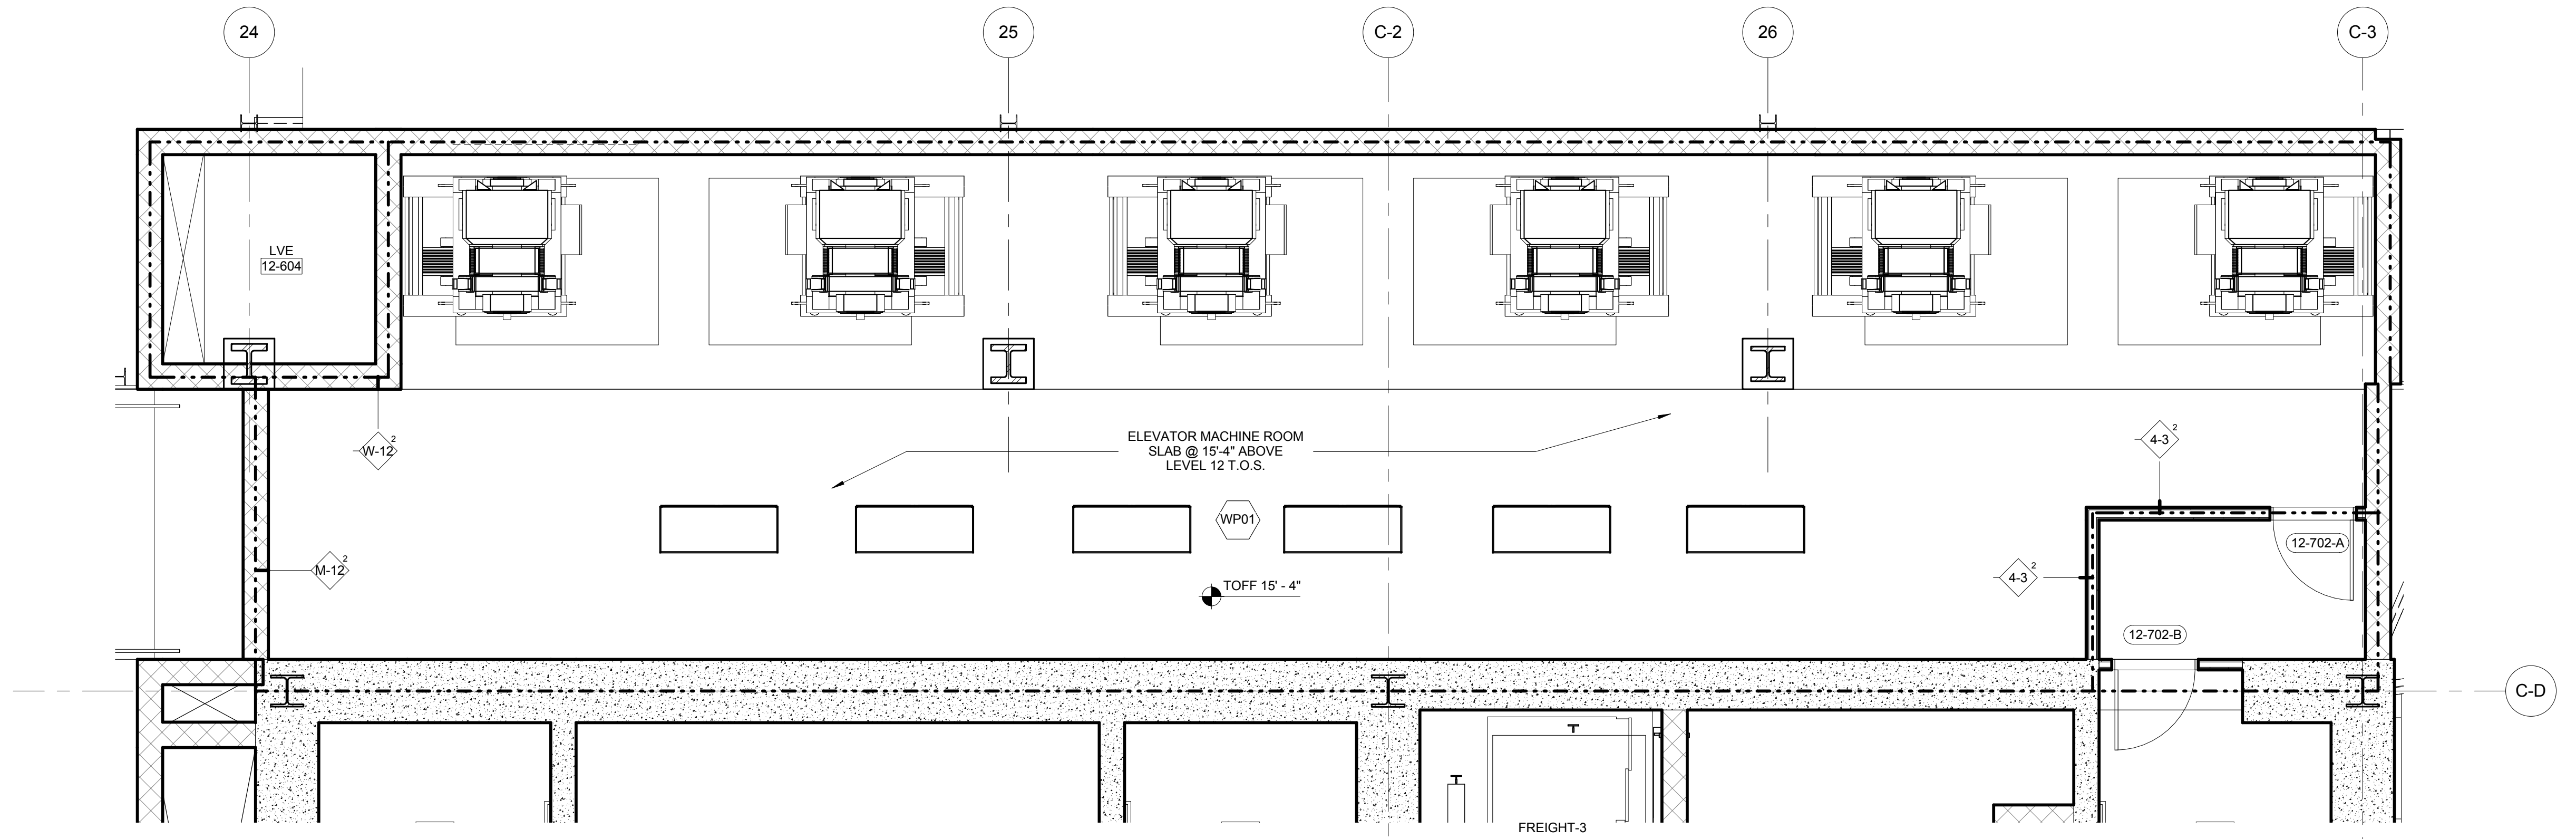 24
25
C-2
26
C-3
LVE
12-604
ELEVATOR MACHINE ROOM
SLAB @ 15'-4" ABOVE
LEVEL 12 T.O.S.
W-12
2
4-3
2
WP01
12-702-A
M-12
2
4-3
2
TOFF 15' - 4"
12-702-B
C-D
FREIGHT-3